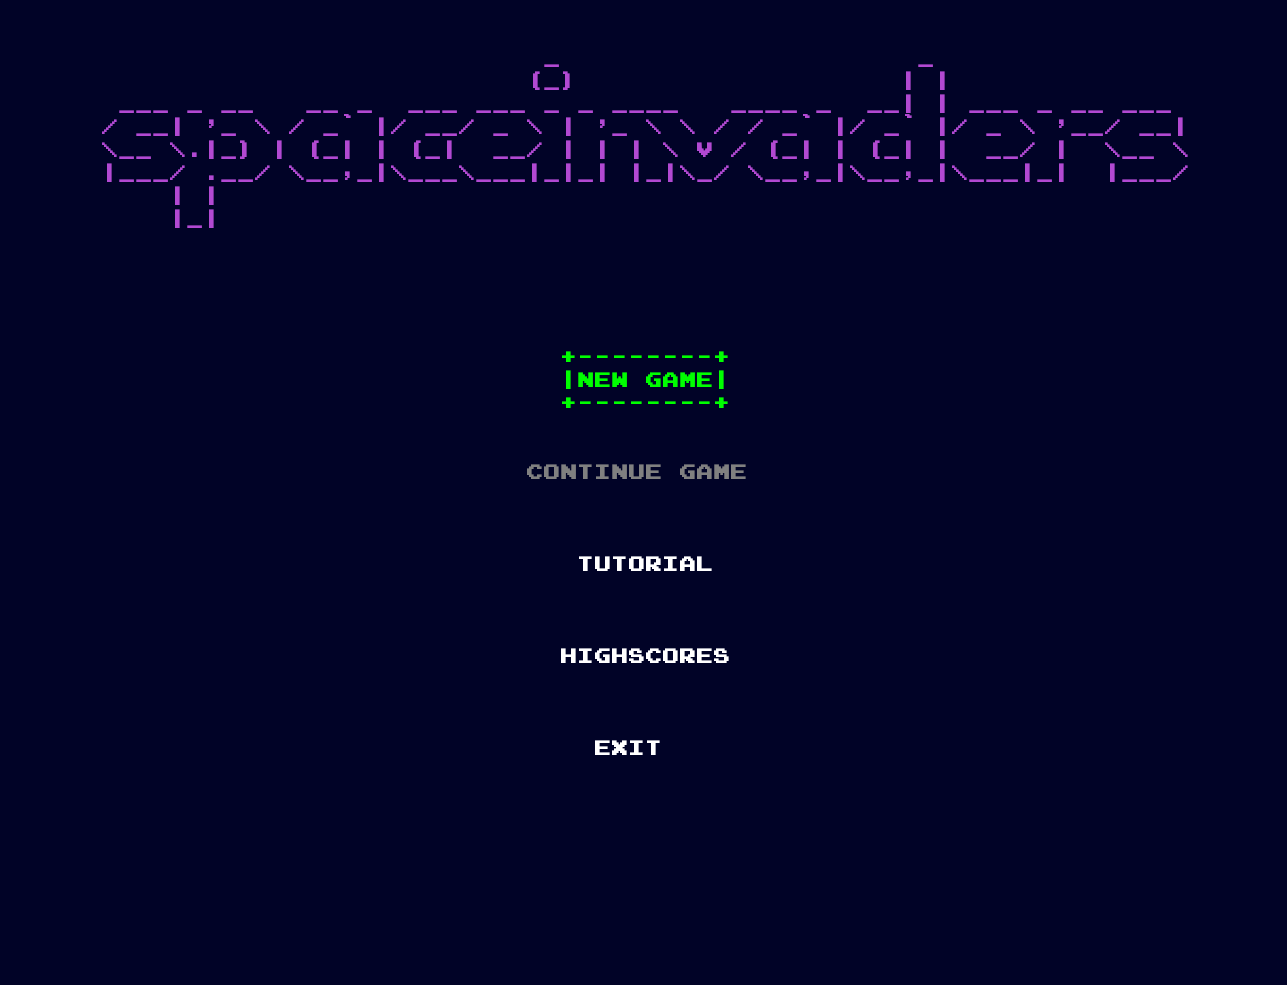 spaceinvaders
NEW GAME
CONTINUE GAME
TUTORIAL
HIGHSCORES
EXIT